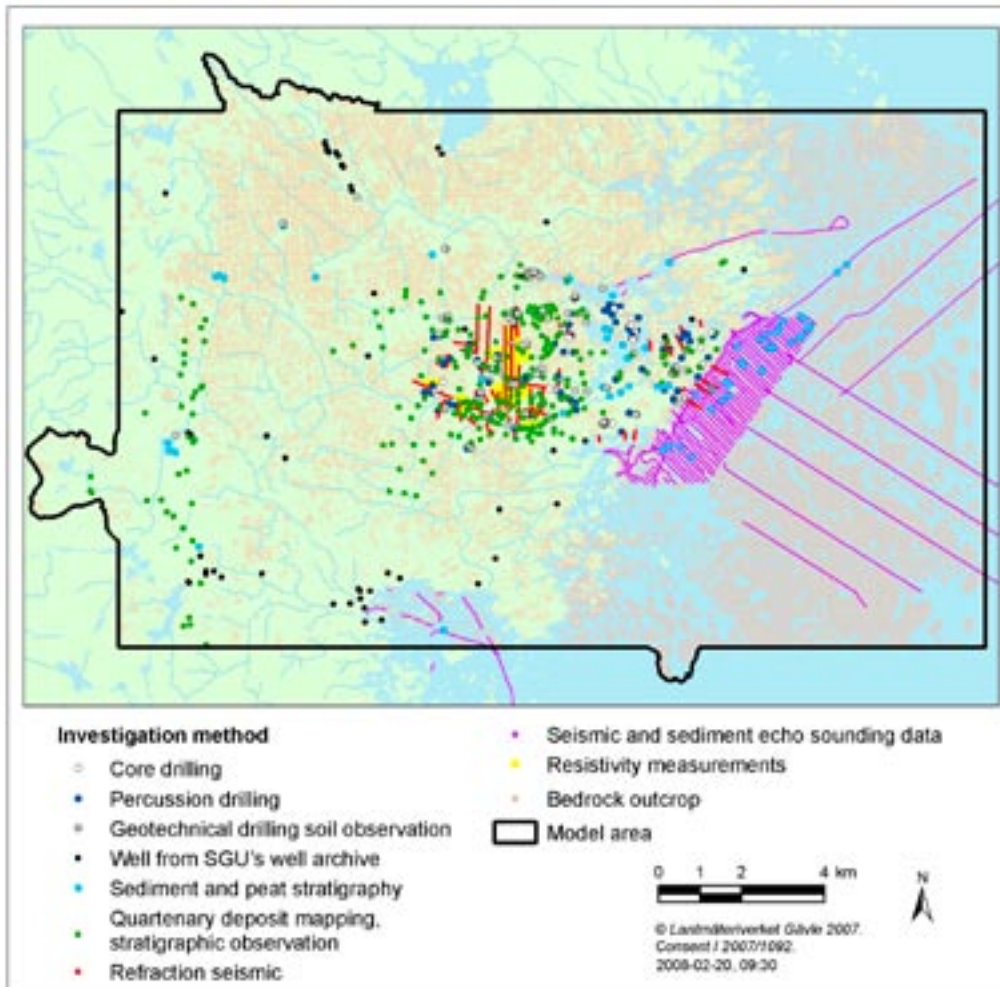 Investigation method
Core drilling
Percussion drilling
Geotechnical drilling soil observation
Well from SGU's well archive
Sediment and peat stratigraphy
Quartenary deposit mapping,
stratigraphic observation
Refraction seismic
Seismic and sediment echo sounding data
Resistivity measurements
Bedrock outcrop
Model area
0 1 2 4 km
N
© Lantmäteriverket Gävle 2007.
Consent I 2007/1092.
2008-02-20, 09:30